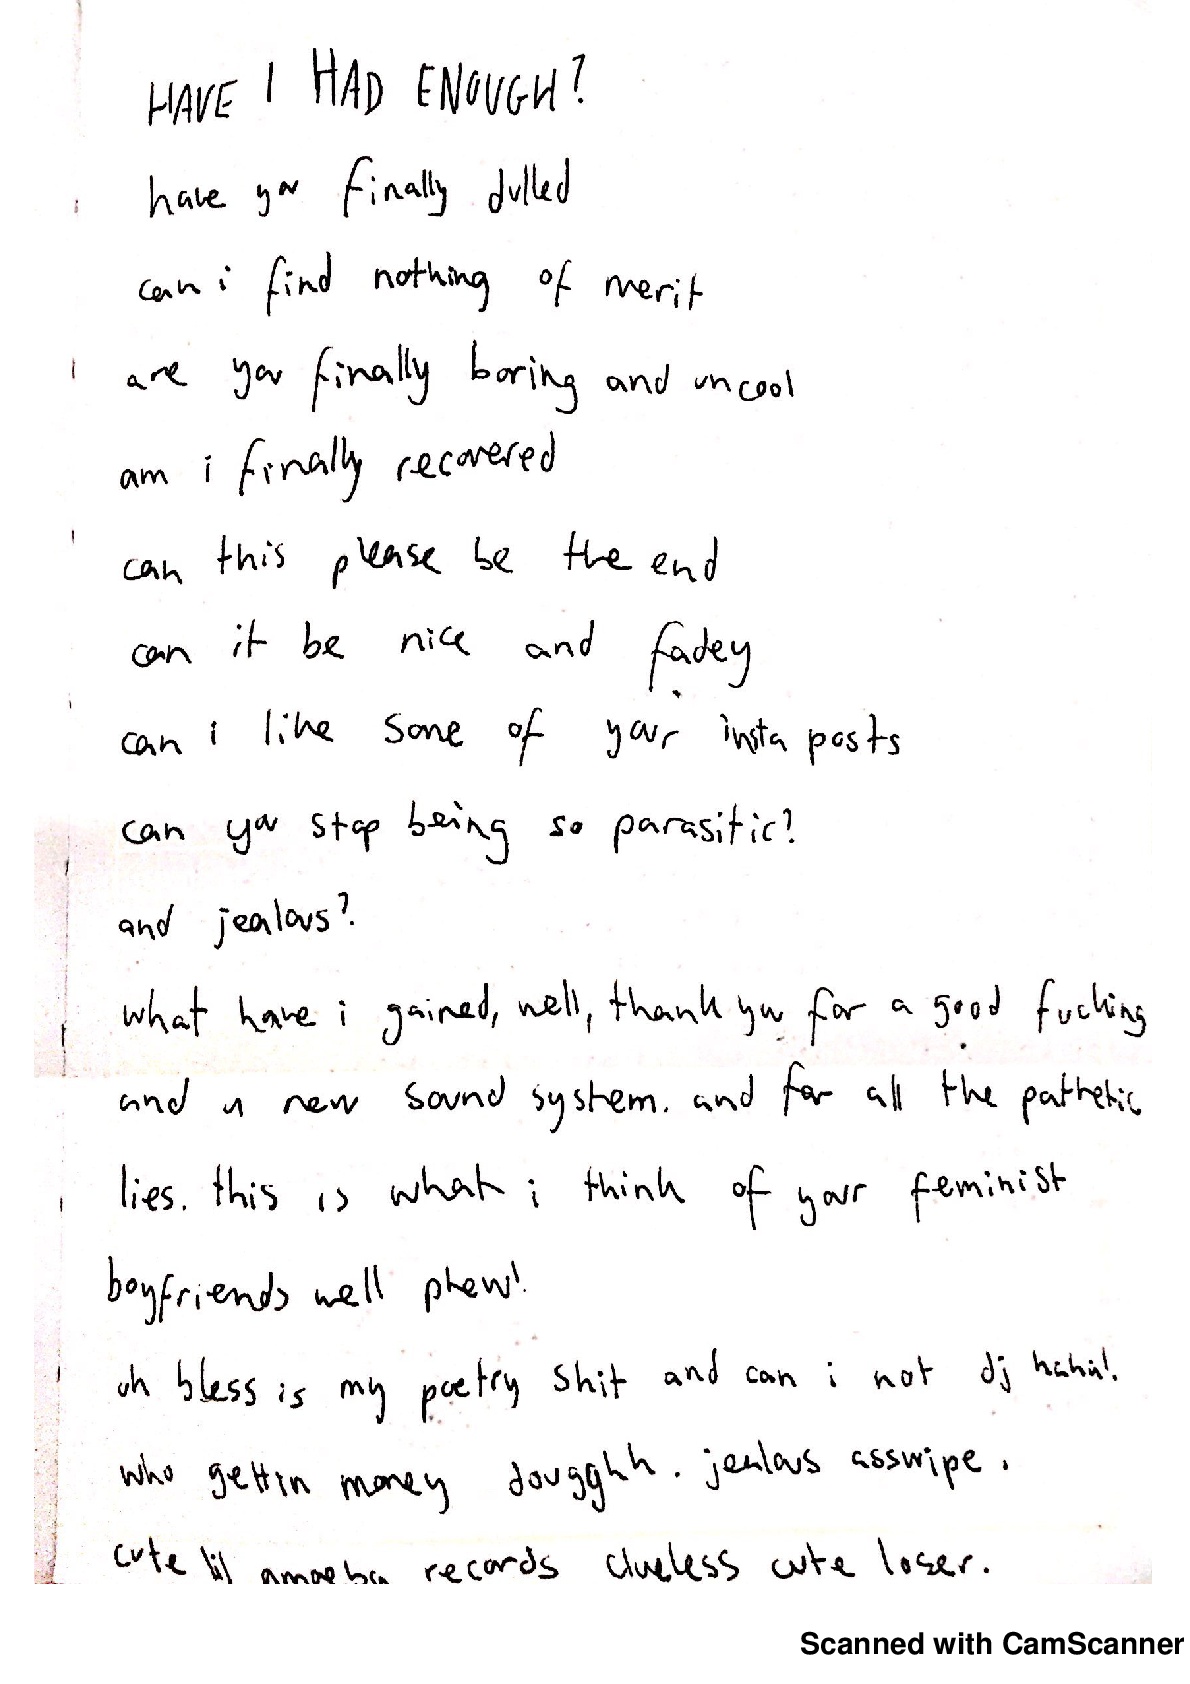 HAVE I HAD ENOUGH?
have you finally dulled
can i find nothing of merit
are you finally boring and uncool
am i finally recovered
can this please be the end
can it be nice and fadey
can i like some of your insta posts
can you stop being so parasitic?
and jealous?
what have i gained, well, thank you for a good fucking
and a new sound system. and for all the pathetic
lies. this is what i think of your feminist
boyfriends well phew!
oh bless is my poetry shit and can i not dj haha!.
who gettin money dougghh. jealous asswipe.
cute lil amoeba records clueless cute loser.
Scanned with CamScanner